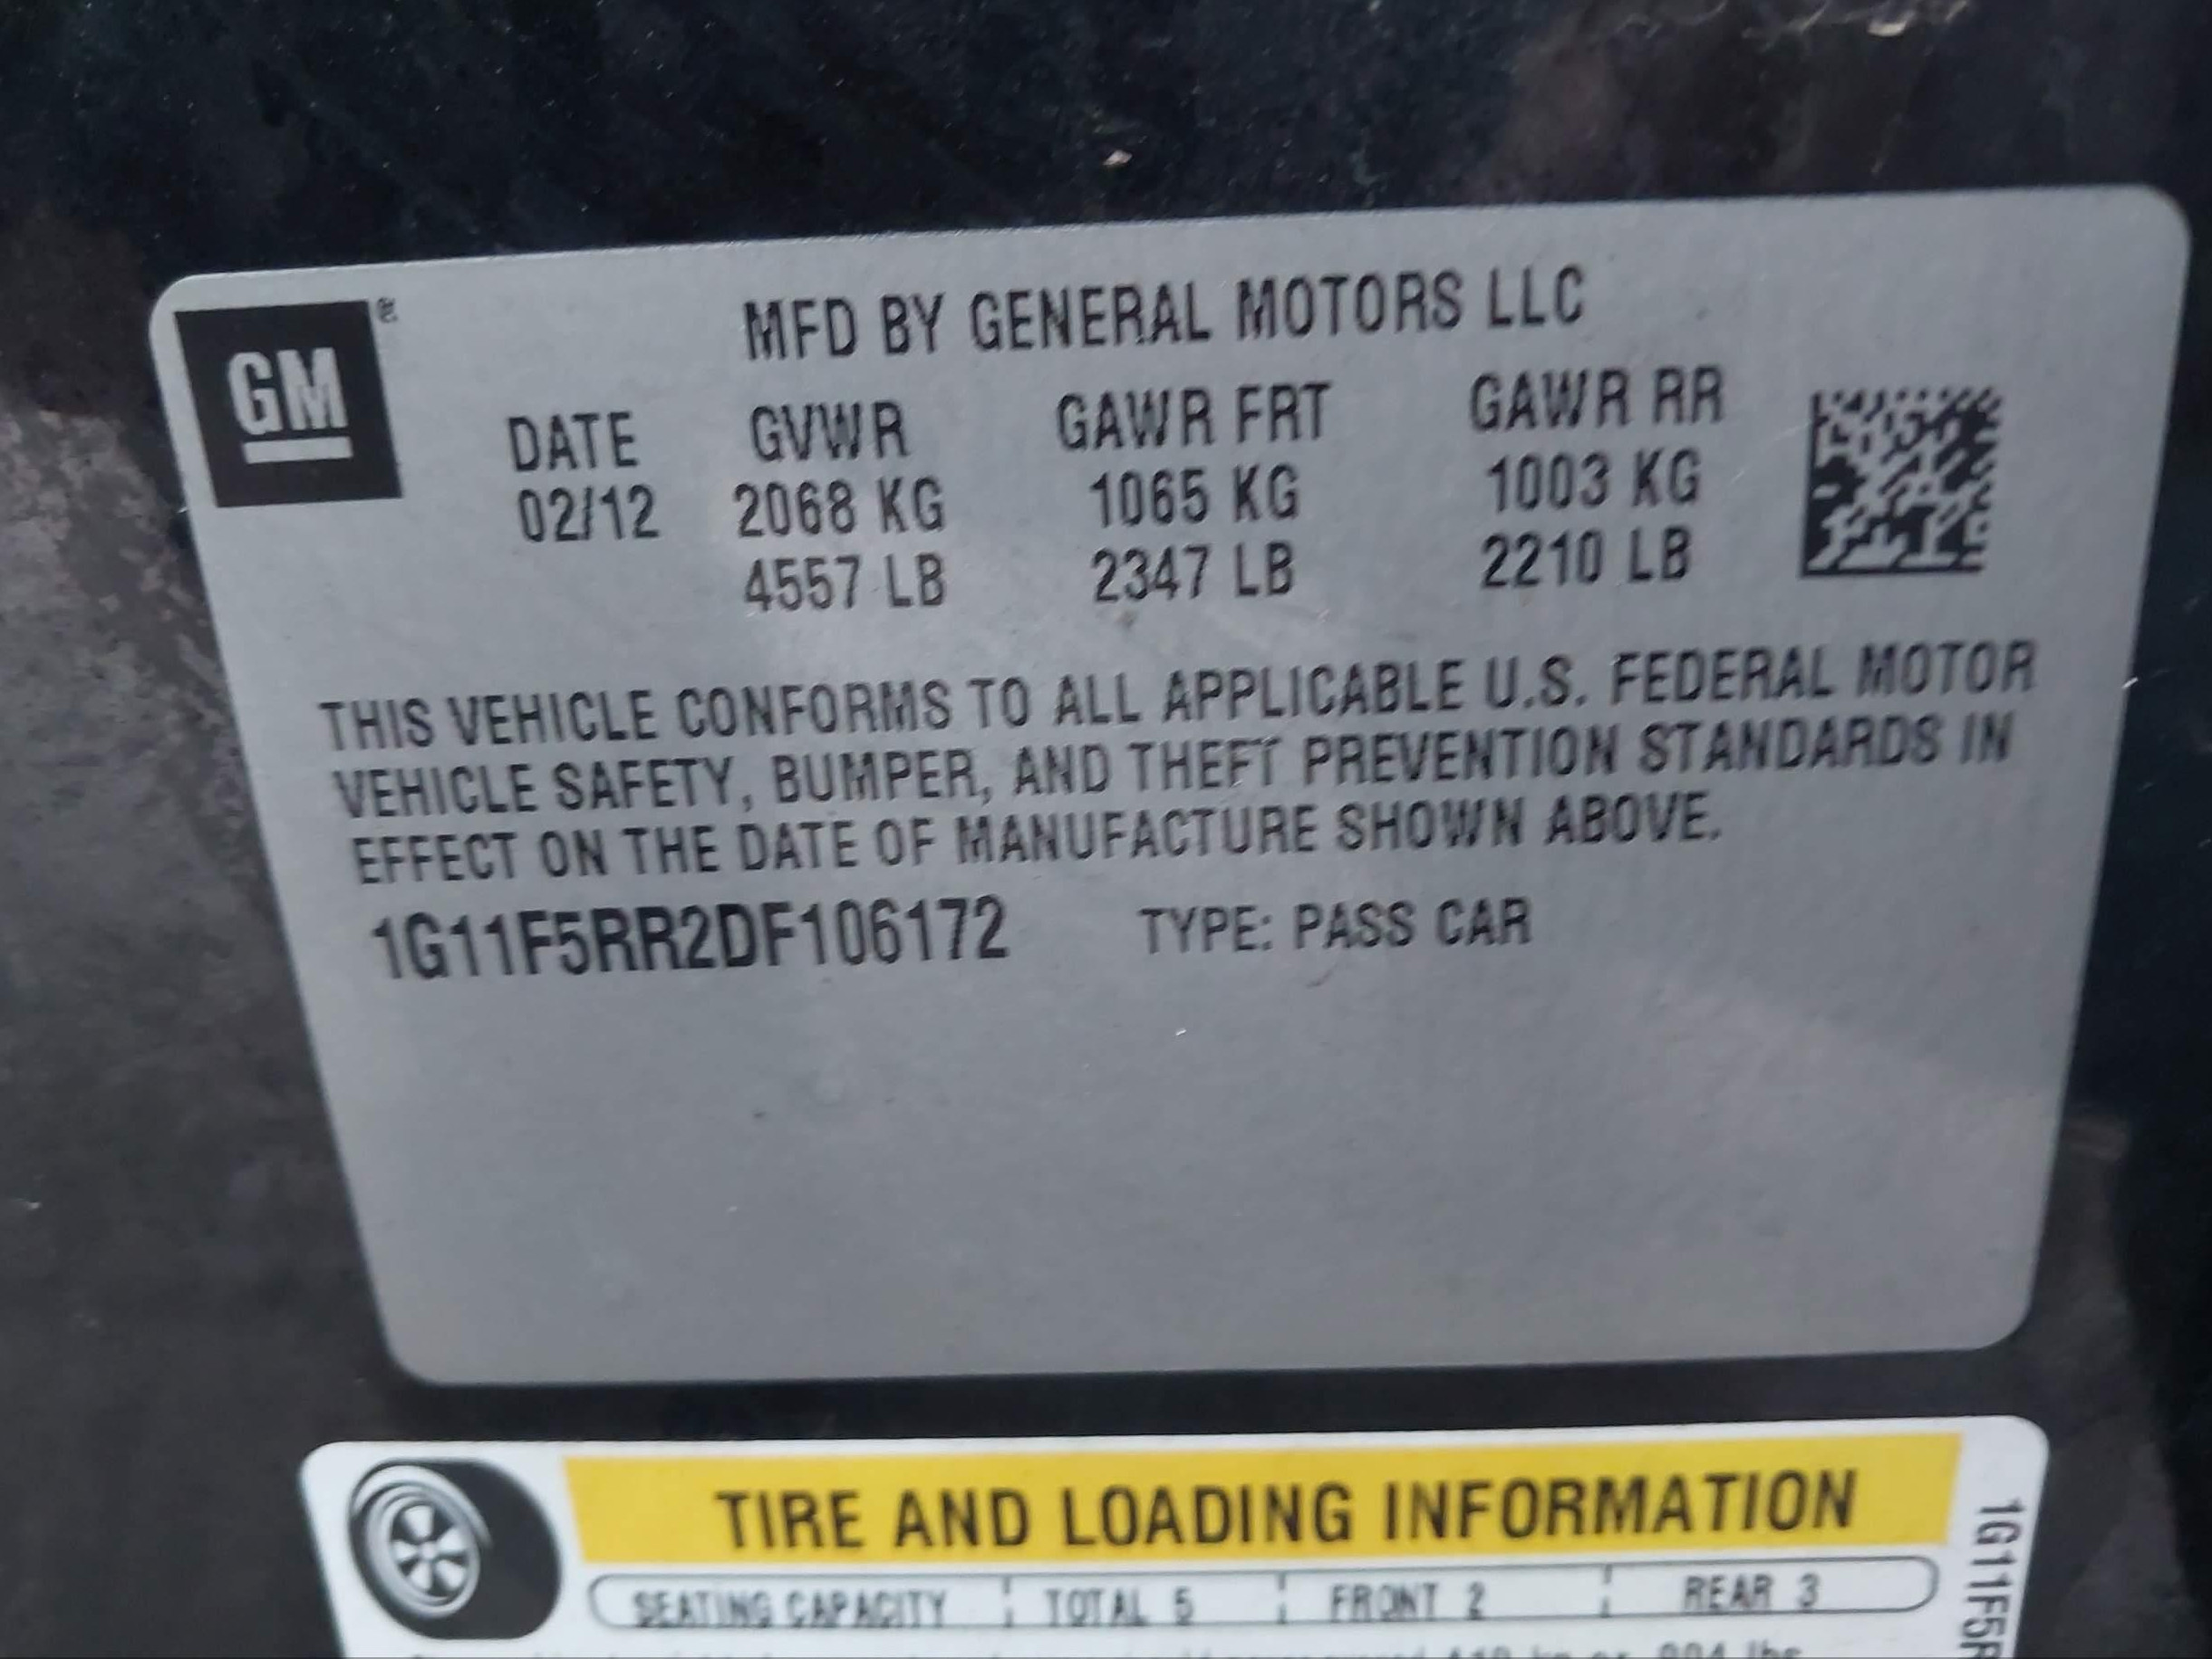 GM ®
MFD BY GENERAL MOTORS LLC
DATE GVWR GAWR FRT GAWR RR
02/12 2068 KG 1065 KG 1003 KG
4557 LB 2347 LB 2210 LB
THIS VEHICLE CONFORMS TO ALL APPLICABLE U.S. FEDERAL MOTOR
VEHICLE SAFETY, BUMPER, AND THEFT PREVENTION STANDARDS IN
EFFECT ON THE DATE OF MANUFACTURE SHOWN ABOVE.
1G11F5RR2DF106172 TYPE: PASS CAR
TIRE AND LOADING INFORMATION
SEATING CAPACITY TOTAL 5 FRONT 2 REAR 3
1G11F5R